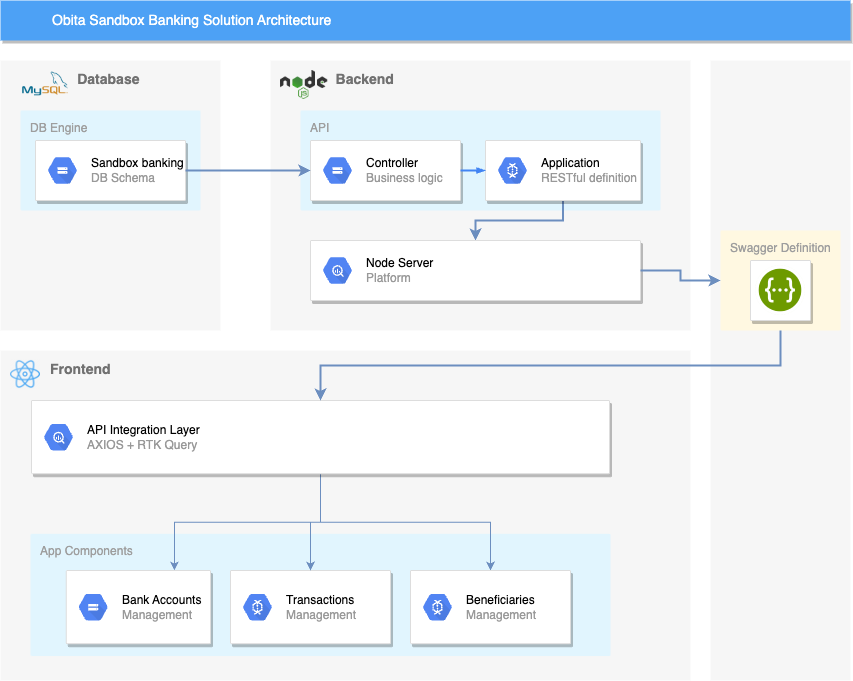 Obita Sandbox Banking Solution Architecture
MySQL
Database
node
JS
Backend
DB Engine
Sandbox banking
DB Schema
API
Controller
Business logic
Application
RESTful definition
Node Server
Platform
Swagger Definition
{···}
Frontend
API Integration Layer
AXIOS + RTK Query
App Components
Bank Accounts
Management
Transactions
Management
Beneficiaries
Management